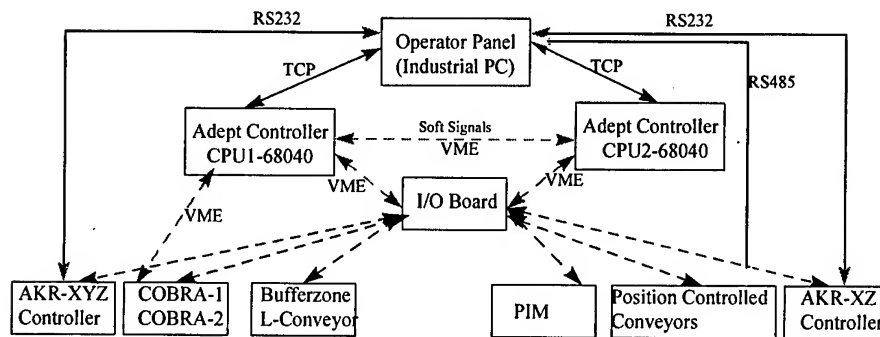 RS232
RS232
Operator Panel
(Industrial PC)
TCP
TCP
RS485
Adept Controller
CPU1-68040
Soft Signals
VME
Adept Controller
CPU2-68040
VME
VME
I/O Board
VME
AKR-XYZ
Controller
COBRA-1
COBRA-2
Bufferzone
L-Conveyor
PIM
Position Controlled
Conveyors
AKR-XZ
Controller